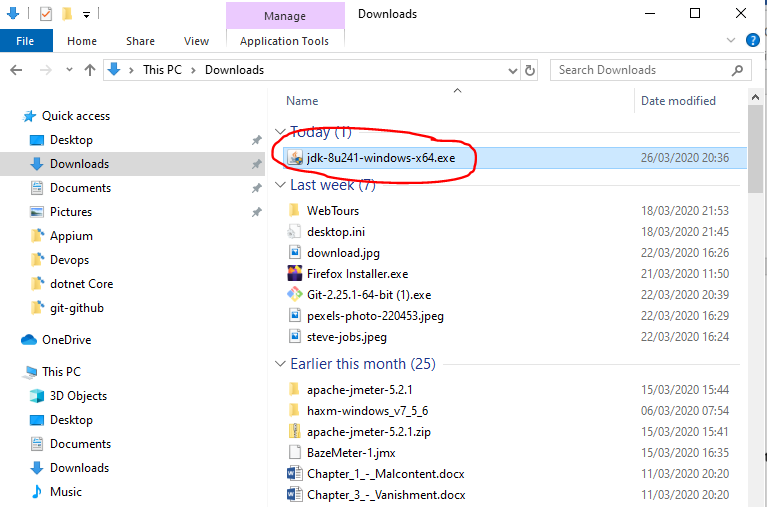 Manage
Downloads
File
Home
Share
View
Application Tools
This PC
Downloads
Search Downloads
Name
Date modified
Quick access
Desktop
Downloads
Documents
Pictures
Appium
Devops
dotnet Core
git-github
OneDrive
This PC
3D Objects
Desktop
Documents
Downloads
Music
Today (1)
jdk-8u241-windows-x64.exe 26/03/2020 20:36
Last week (7)
WebTours 18/03/2020 21:53
desktop.ini 18/03/2020 21:45
download.jpg 22/03/2020 16:26
Firefox Installer.exe 21/03/2020 11:50
Git-2.25.1-64-bit (1).exe 22/03/2020 20:39
pexels-photo-220453.jpeg 22/03/2020 16:29
steve-jobs.jpeg 22/03/2020 16:24
Earlier this month (25)
apache-jmeter-5.2.1 15/03/2020 15:44
haxm-windows_v7_5_6 06/03/2020 07:54
apache-jmeter-5.2.1.zip 15/03/2020 15:41
BazeMeter-1.jmx 15/03/2020 16:35
Chapter_1_-_Malcontent.docx 11/03/2020 20:20
Chapter_3_-_Vanishment.docx 11/03/2020 20:20